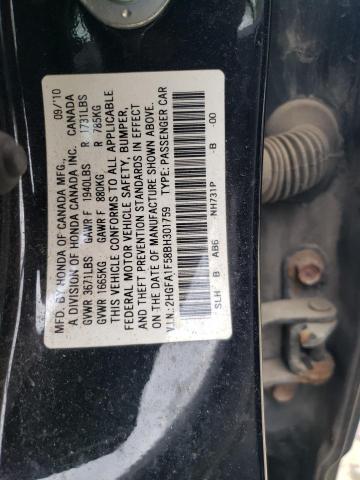 MFD. BY HONDA OF CANADA MFG., 09/'10
A DIVISION OF HONDA CANADA INC. CANADA
GVWR 3671LBS GAWR F 1940LBS R 1731LBS
GVWR 1665KG GAWR F 880KG R 785KG
THIS VEHICLE CONFORMS TO ALL APPLICABLE
FEDERAL MOTOR VEHICLE SAFETY, BUMPER,
AND THEFT PREVENTION STANDARDS IN EFFECT
ON THE DATE OF MANUFACTURE SHOWN ABOVE.
V.I.N.:2HGFA1F58BH301759 TYPE: PASSENGER CAR
SLH B AB6 NH731P -B -00